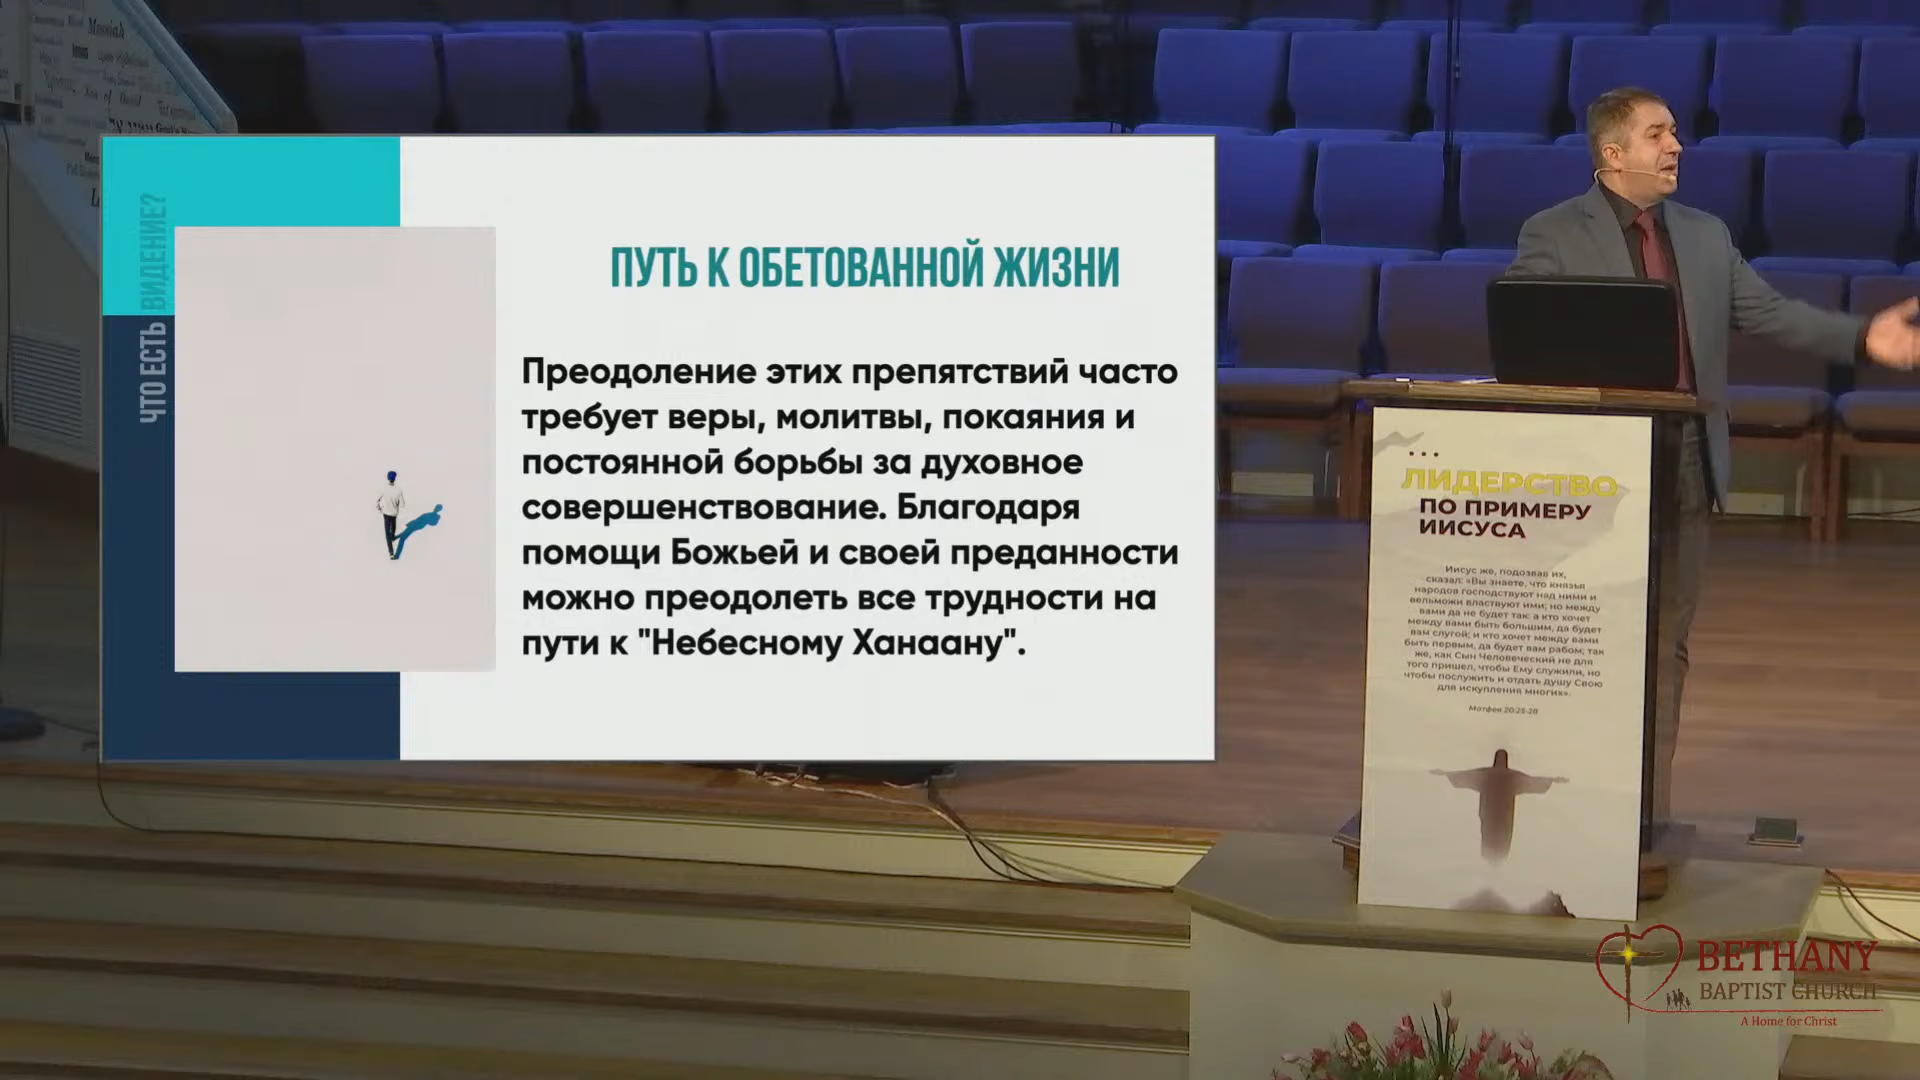 Messiah
ЧТО ЕСТЬ ВИДЕНИЕ?
ПУТЬ К ОБЕТОВАННОЙ ЖИЗНИ
Преодоление этих препятствий часто
требует веры, молитвы, покаяния и
постоянной борьбы за духовное
совершенствование. Благодаря
помощи Божьей и своей преданности
можно преодолеть все трудности на
пути к "Небесному Ханаану".
...
ЛИДЕРСТВО
ПО ПРИМЕРУ
ИИСУСА
Иисус же, подозвав их,
сказал: «Вы знаете, что князья
народов господствуют над ними и
вельможи властвуют ими; но между
вами да не будет так: а кто хочет
между вами быть большим, да будет
вам слугой; и кто хочет между вами
быть первым, да будет вам рабом; так
же, как Сын Человеческий не для
того пришел, чтобы Ему служили, но
чтобы послужить и отдать душу Свою
для искупления многих».
Матфея 20:25-28
BETHANY
BAPTIST CHURCH
A Home for Christ